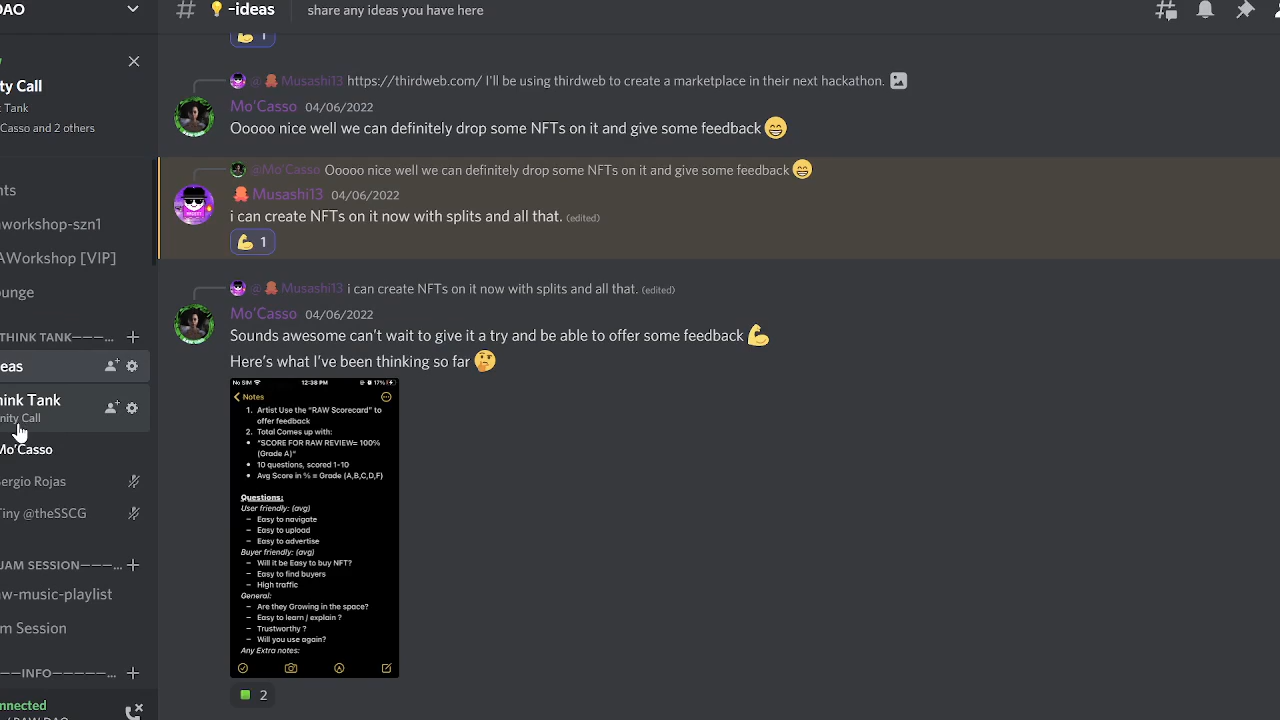 DAO
-ideas
share any ideas you have here
1
ty Call
Tank
Casso and 2 others
nts
workshop-szn1
AWorkshop [VIP]
ounge
THINK TANK———...
eas
ink Tank
nity Call
Mo'Casso
ergio Rojas
Tiny @theSSCG
JAM SESSION——...
w-music-playlist
m Session
——INFO———...
nnected
@ Musashi13 https://thirdweb.com/ I'll be using thirdweb to create a marketplace in their next hackathon.
Mo'Casso 04/06/2022
Ooooo nice well we can definitely drop some NFTs on it and give some feedback 😁
@Mo'Casso Ooooo nice well we can definitely drop some NFTs on it and give some feedback 😁
Musashi13 04/06/2022
i can create NFTs on it now with splits and all that. (edited)
1
@ Musashi13 i can create NFTs on it now with splits and all that. (edited)
Mo'Casso 04/06/2022
Sounds awesome can't wait to give it a try and be able to offer some feedback 💪
Here's what I've been thinking so far 🤔
No SIM 12:38 PM 17%
Notes
1. Artist Use the "RAW Scorecard" to
offer feedback
2. Total Comes up with:
• "SCORE FOR RAW REVIEW= 100%
(Grade A)"
• 10 questions, scored 1-10
• Avg Score in % = Grade (A,B,C,D,F)
Questions:
User friendly: (avg)
– Easy to navigate
– Easy to upload
– Easy to advertise
Buyer friendly: (avg)
– Will it be Easy to buy NFT?
– Easy to find buyers
– High traffic
General:
– Are they Growing in the space?
– Easy to learn / explain ?
– Trustworthy ?
– Will you use again?
Any Extra notes:
2